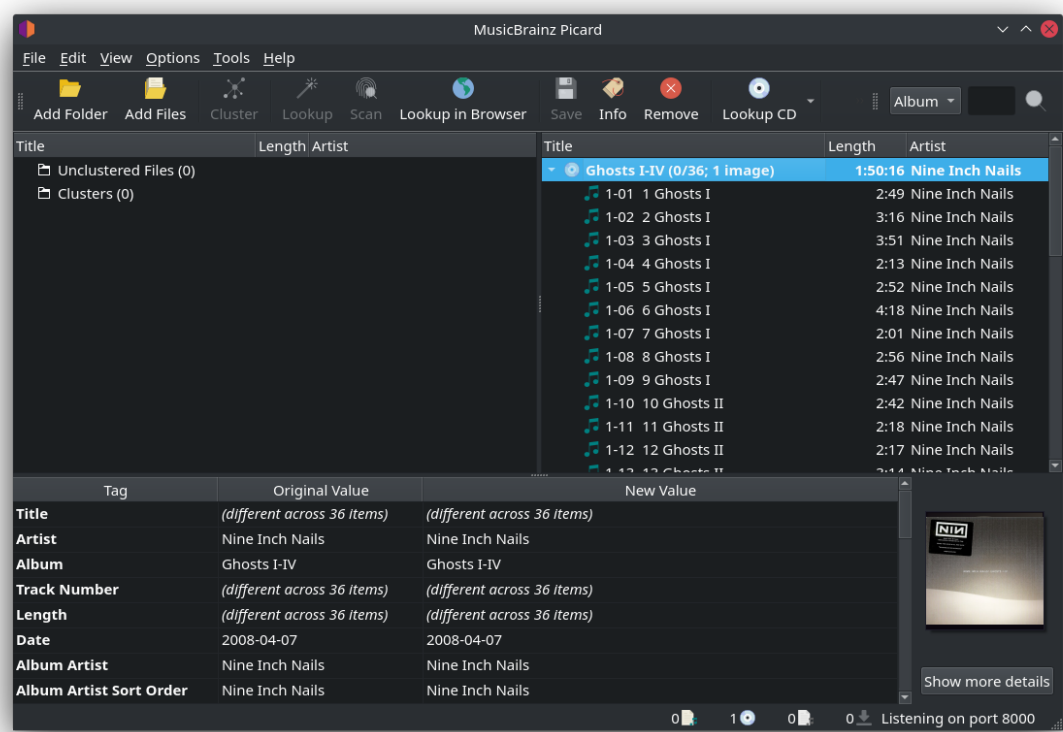 MusicBrainz Picard
File Edit View Options Tools Help
Add Folder Add Files Cluster Lookup Scan Lookup in Browser Save Info Remove Lookup CD Album
Title Length Artist
Unclustered Files (0)
Clusters (0)
Title Length Artist
Ghosts I-IV (0/36; 1 image) 1:50:16 Nine Inch Nails
1-01 1 Ghosts I 2:49 Nine Inch Nails
1-02 2 Ghosts I 3:16 Nine Inch Nails
1-03 3 Ghosts I 3:51 Nine Inch Nails
1-04 4 Ghosts I 2:13 Nine Inch Nails
1-05 5 Ghosts I 2:52 Nine Inch Nails
1-06 6 Ghosts I 4:18 Nine Inch Nails
1-07 7 Ghosts I 2:01 Nine Inch Nails
1-08 8 Ghosts I 2:56 Nine Inch Nails
1-09 9 Ghosts I 2:47 Nine Inch Nails
1-10 10 Ghosts II 2:42 Nine Inch Nails
1-11 11 Ghosts II 2:18 Nine Inch Nails
1-12 12 Ghosts II 2:17 Nine Inch Nails
1-13 13 Ghosts II 3:14 Nine Inch Nails
Tag Original Value New Value
Title (different across 36 items) (different across 36 items)
Artist Nine Inch Nails Nine Inch Nails
Album Ghosts I-IV Ghosts I-IV
Track Number (different across 36 items) (different across 36 items)
Length (different across 36 items) (different across 36 items)
Date 2008-04-07 2008-04-07
Album Artist Nine Inch Nails Nine Inch Nails
Album Artist Sort Order Nine Inch Nails Nine Inch Nails
NIN
Show more details
0 1 0 0 Listening on port 8000